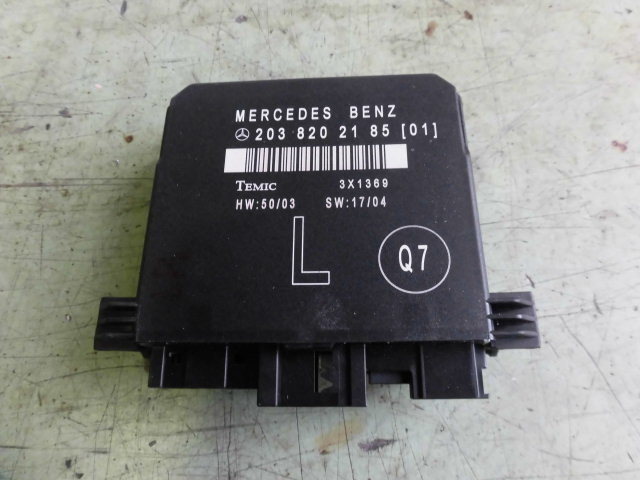 MERCEDES BENZ
203 820 21 85 [01]
TEMIC 3X1369
HW:50/03 SW:17/04
L
Q7